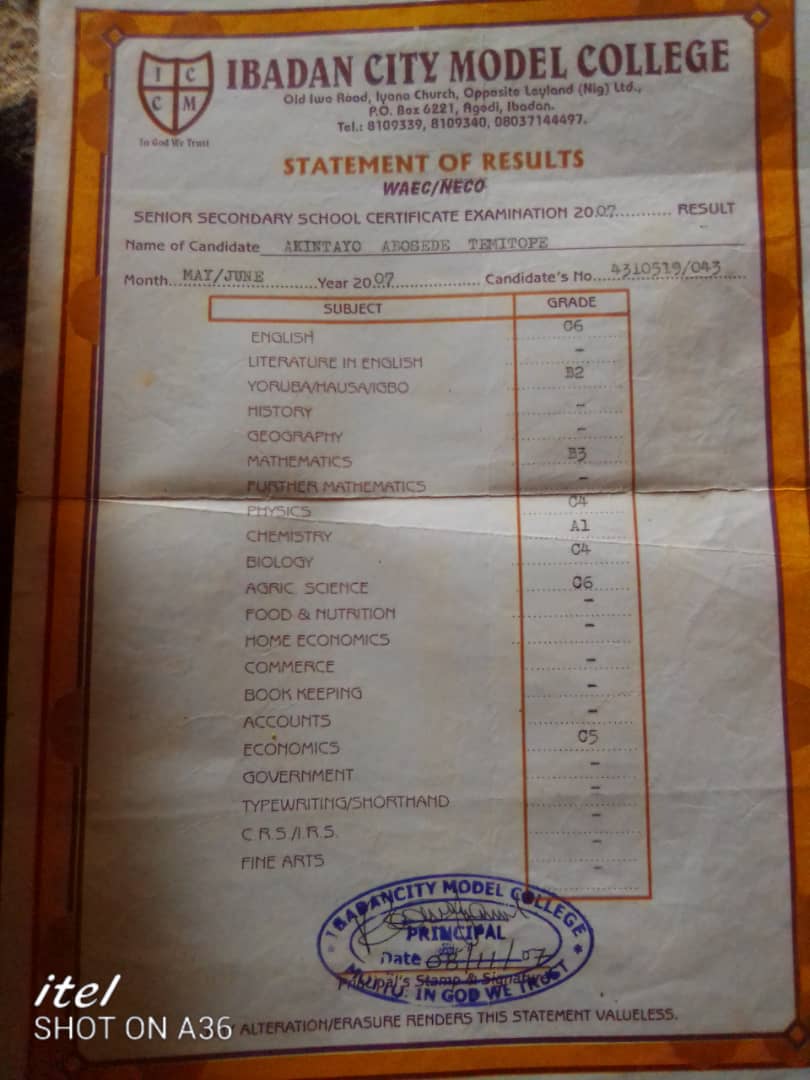 I C
C M
In God We Trust
IBADAN CITY MODEL COLLEGE
Old Iwo Road, Iyana Church, Opposite Leyland (Nig) Ltd.,
P.O. Box 6221, Agodi, Ibadan.
Tel.: 8109339, 8109340, 08037144497.
STATEMENT OF RESULTS
WAEC/NECO
SENIOR SECONDARY SCHOOL CERTIFICATE EXAMINATION 2007 RESULT
Name of Candidate AKINTAYO ABOSEDE TEMITOPE
Month MAY/JUNE Year 2007 Candidate's No 4310519/043
SUBJECT GRADE
ENGLISH C6
LITERATURE IN ENGLISH -
YORUBA/HAUSA/IGBO B2
HISTORY -
GEOGRAPHY -
MATHEMATICS B3
FURTHER MATHEMATICS -
PHYSICS C4
CHEMISTRY A1
BIOLOGY C4
AGRIC. SCIENCE C6
FOOD & NUTRITION -
HOME ECONOMICS -
COMMERCE -
BOOK KEEPING -
ACCOUNTS -
ECONOMICS C5
GOVERNMENT -
TYPEWRITING/SHORTHAND -
C.R.S./I.R.S. -
FINE ARTS -
IBADANCITY MODEL COLLEGE
PRINCIPAL
Date 08/11/07
Principal's Stamp & Signature
IN GOD WE TRUST
ALTERATION/ERASURE RENDERS THIS STATEMENT VALUELESS.
itel
SHOT ON A36